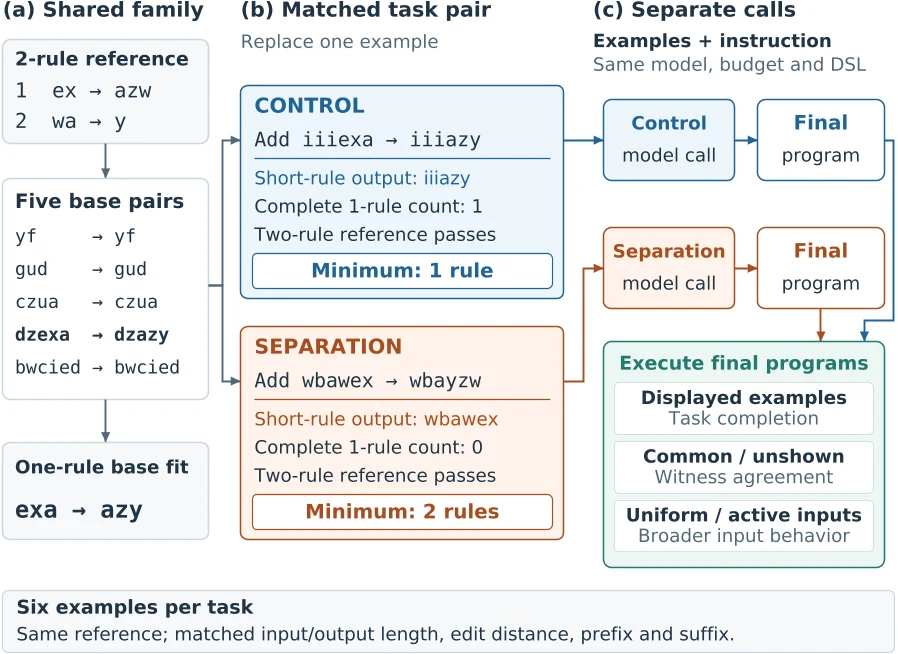 (a) Shared family
2-rule reference
1 ex → azw
2 wa → y
Five base pairs
yf → yf
gud → gud
czua → czua
dzexa → dzazy
bwcied → bwcied
One-rule base fit
exa → azy
(b) Matched task pair
Replace one example
CONTROL
Add iiiexa → iiiazy
Short-rule output: iiiazy
Complete 1-rule count: 1
Two-rule reference passes
Minimum: 1 rule
SEPARATION
Add wbawex → wbayzw
Short-rule output: wbawex
Complete 1-rule count: 0
Two-rule reference passes
Minimum: 2 rules
(c) Separate calls
Examples + instruction
Same model, budget and DSL
Control
model call
Final
program
Separation
model call
Final
program
Execute final programs
Displayed examples
Task completion
Common / unshown
Witness agreement
Uniform / active inputs
Broader input behavior
Six examples per task
Same reference; matched input/output length, edit distance, prefix and suffix.